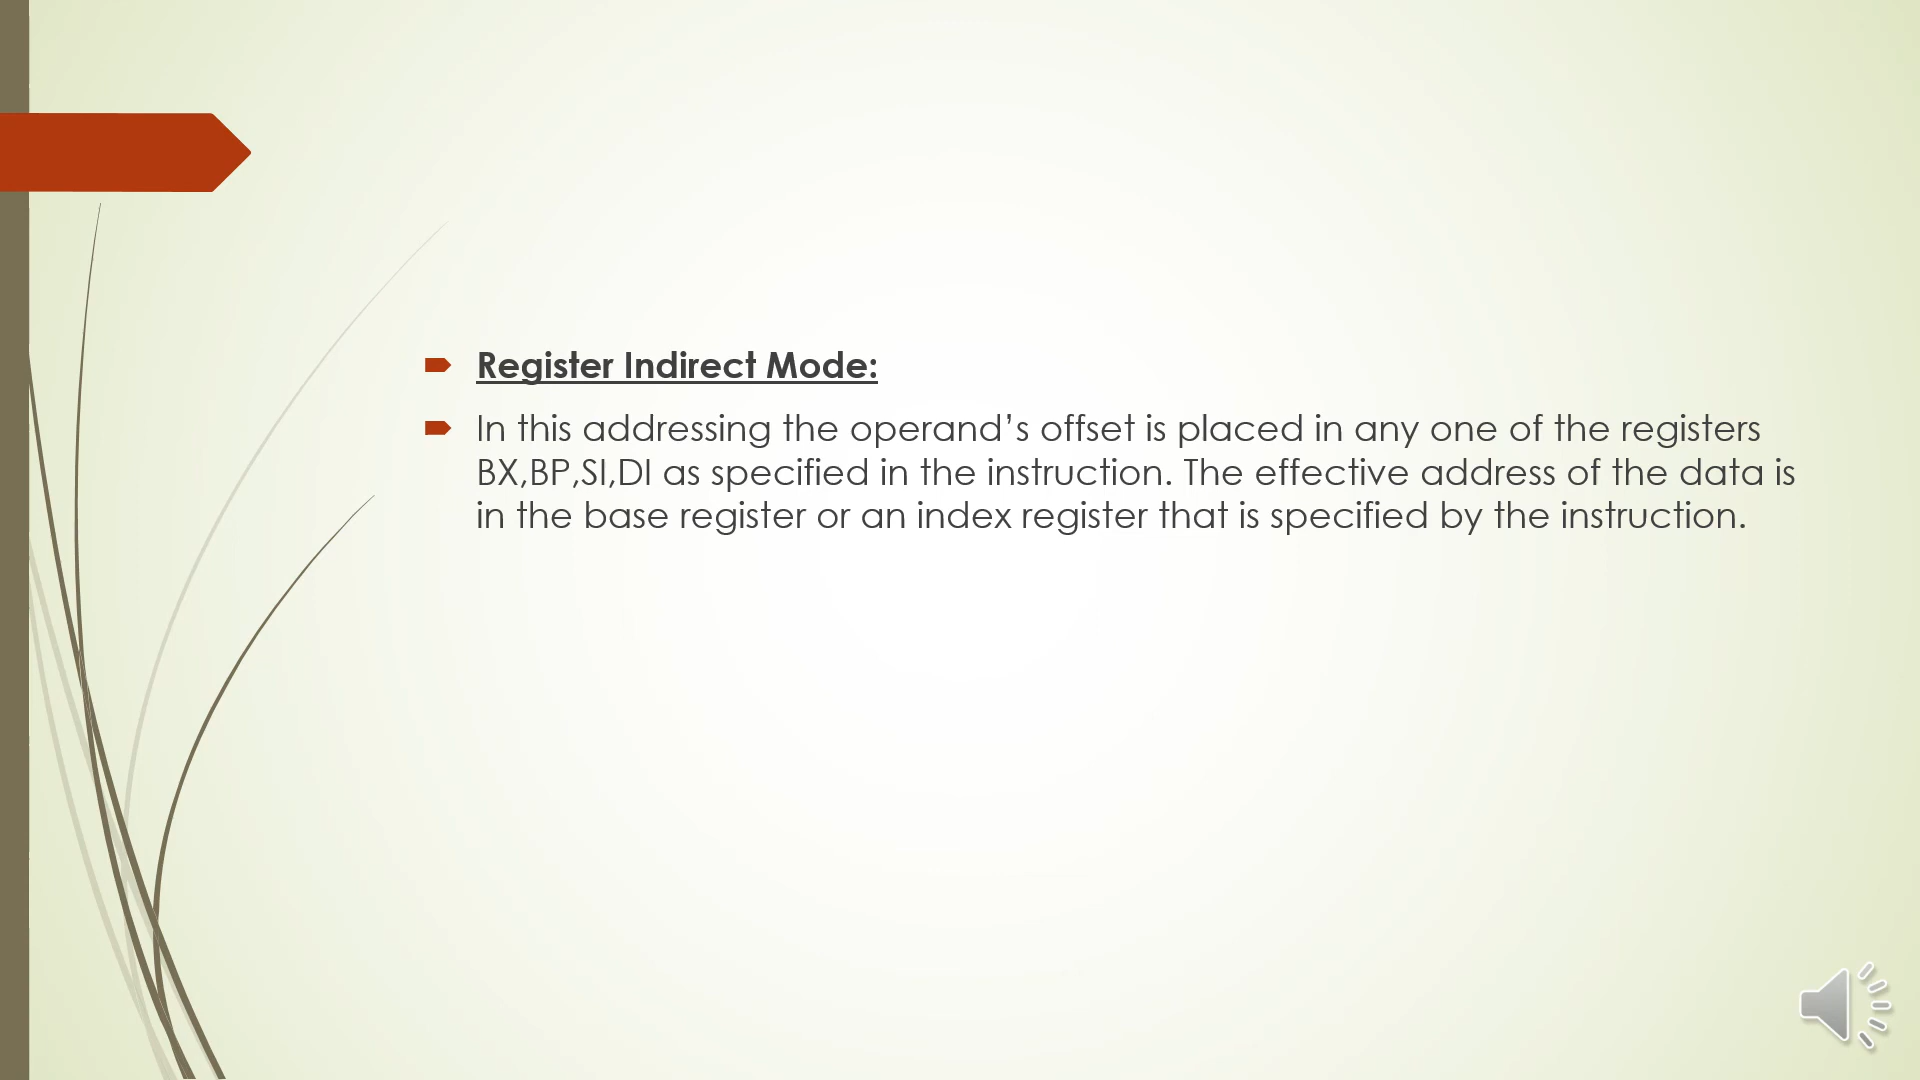 Register Indirect Mode:
In this addressing the operand’s offset is placed in any one of the registers
BX,BP,SI,DI as specified in the instruction. The effective address of the data is
in the base register or an index register that is specified by the instruction.